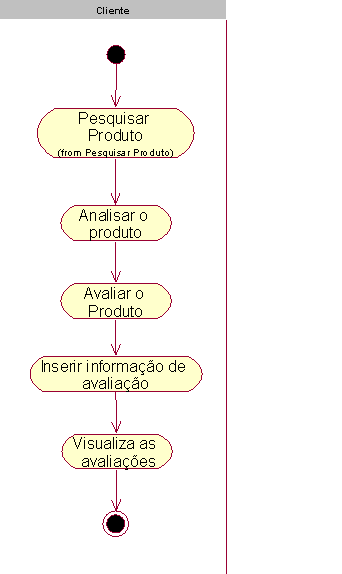 Cliente
Pesquisar
Produto
(from Pesquisar Produto)
Analisar o
produto
Avaliar o
Produto
Inserir informação de
avaliação
Visualiza as
avaliações